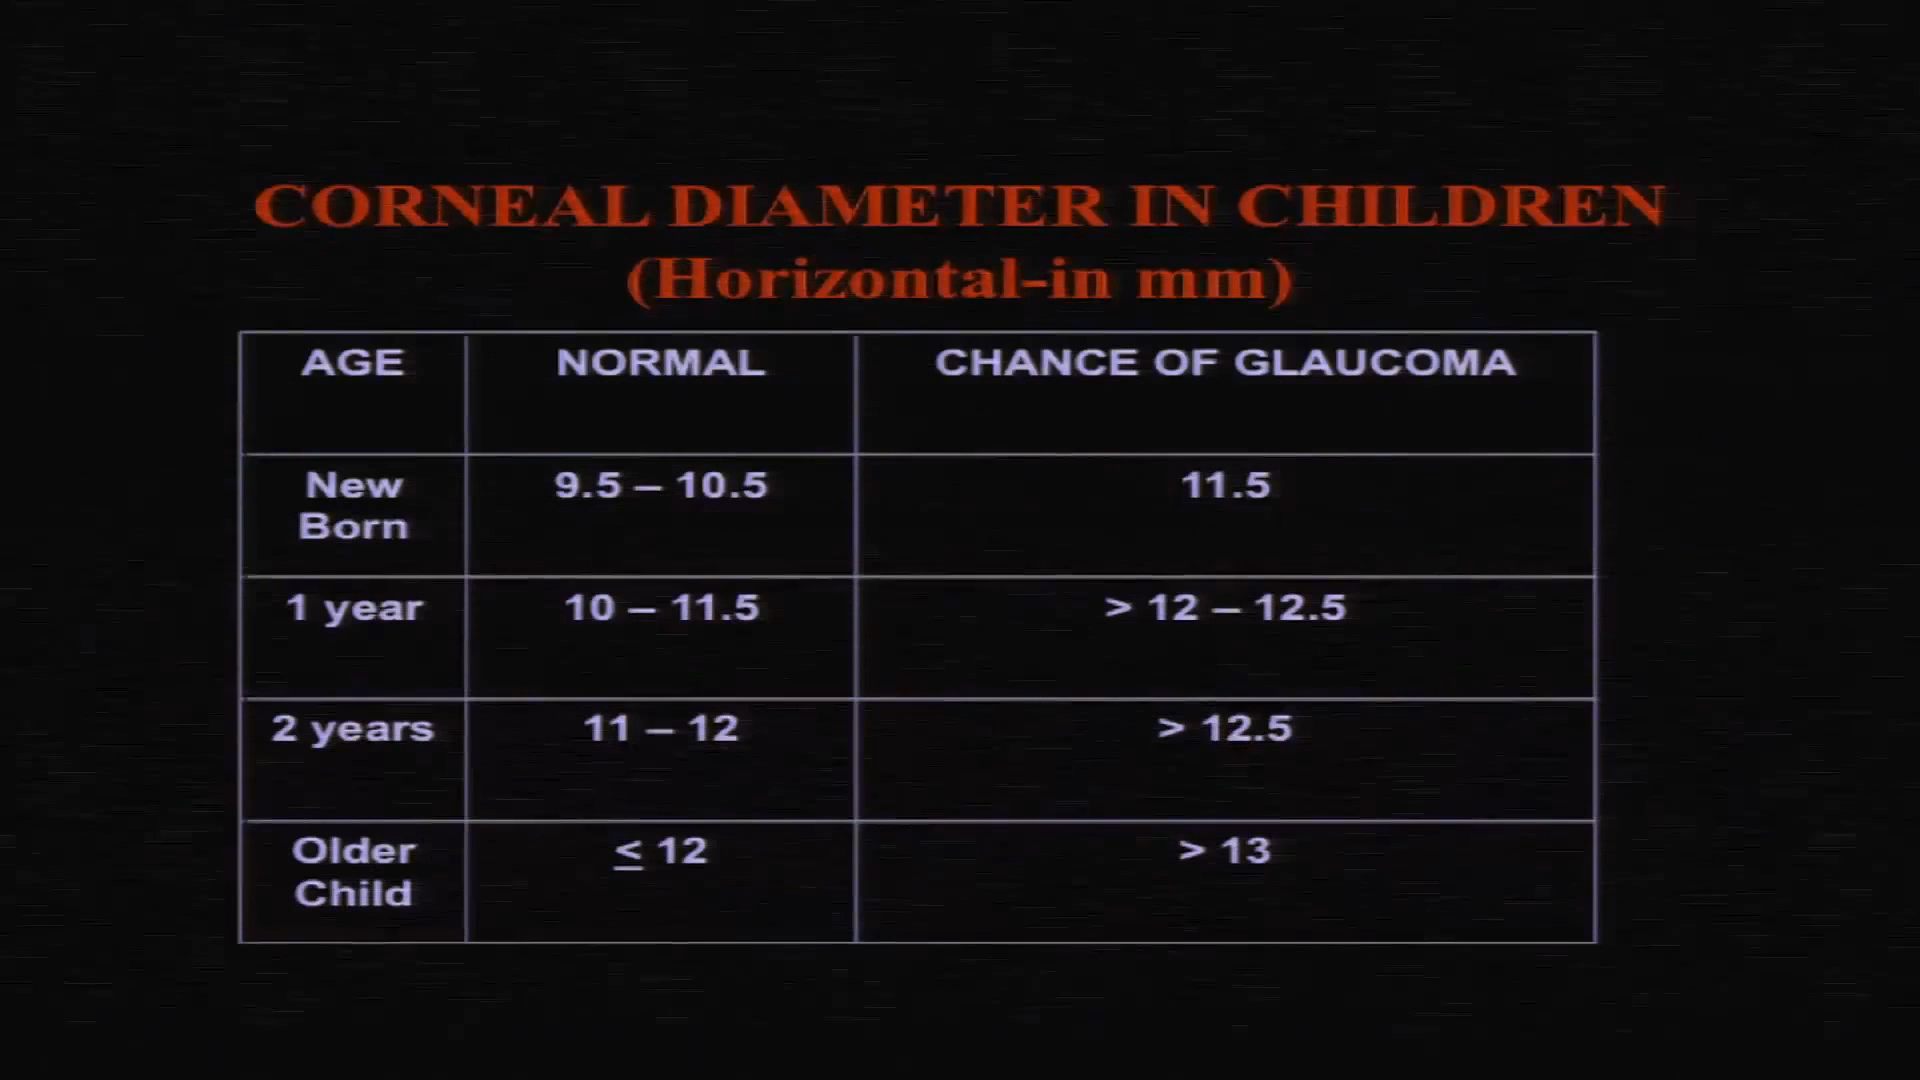 CORNEAL DIAMETER IN CHILDREN
(Horizontal-in mm)
AGE NORMAL CHANCE OF GLAUCOMA
New Born 9.5 – 10.5 11.5
1 year 10 – 11.5 > 12 – 12.5
2 years 11 – 12 > 12.5
Older Child ≤ 12 > 13